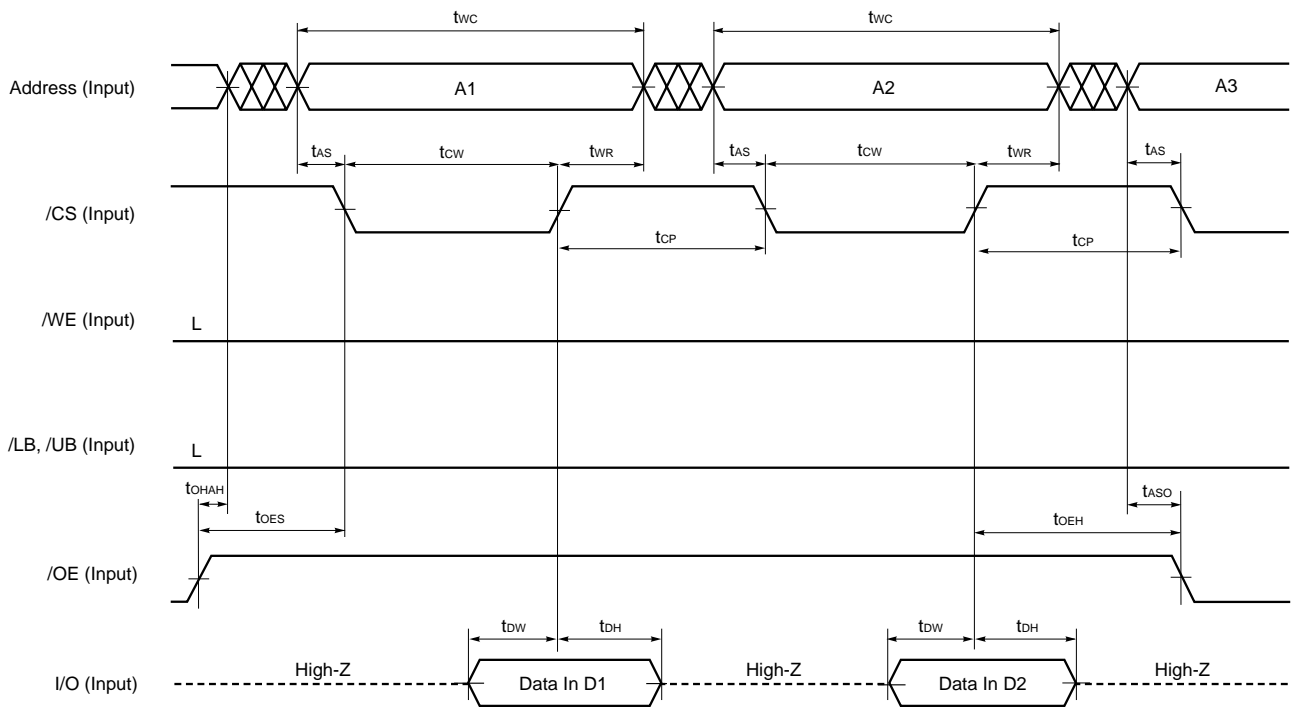 tWC tWC
Address (Input) A1 A2 A3
tAS tCW tWR tAS tCW tWR tAS
/CS (Input)
tCP tCP
/WE (Input) L
/LB, /UB (Input) L
tOHAH tASO
tOES tOEH
/OE (Input)
tDW tDH tDW tDH
I/O (Input) High-Z Data In D1 High-Z Data In D2 High-Z